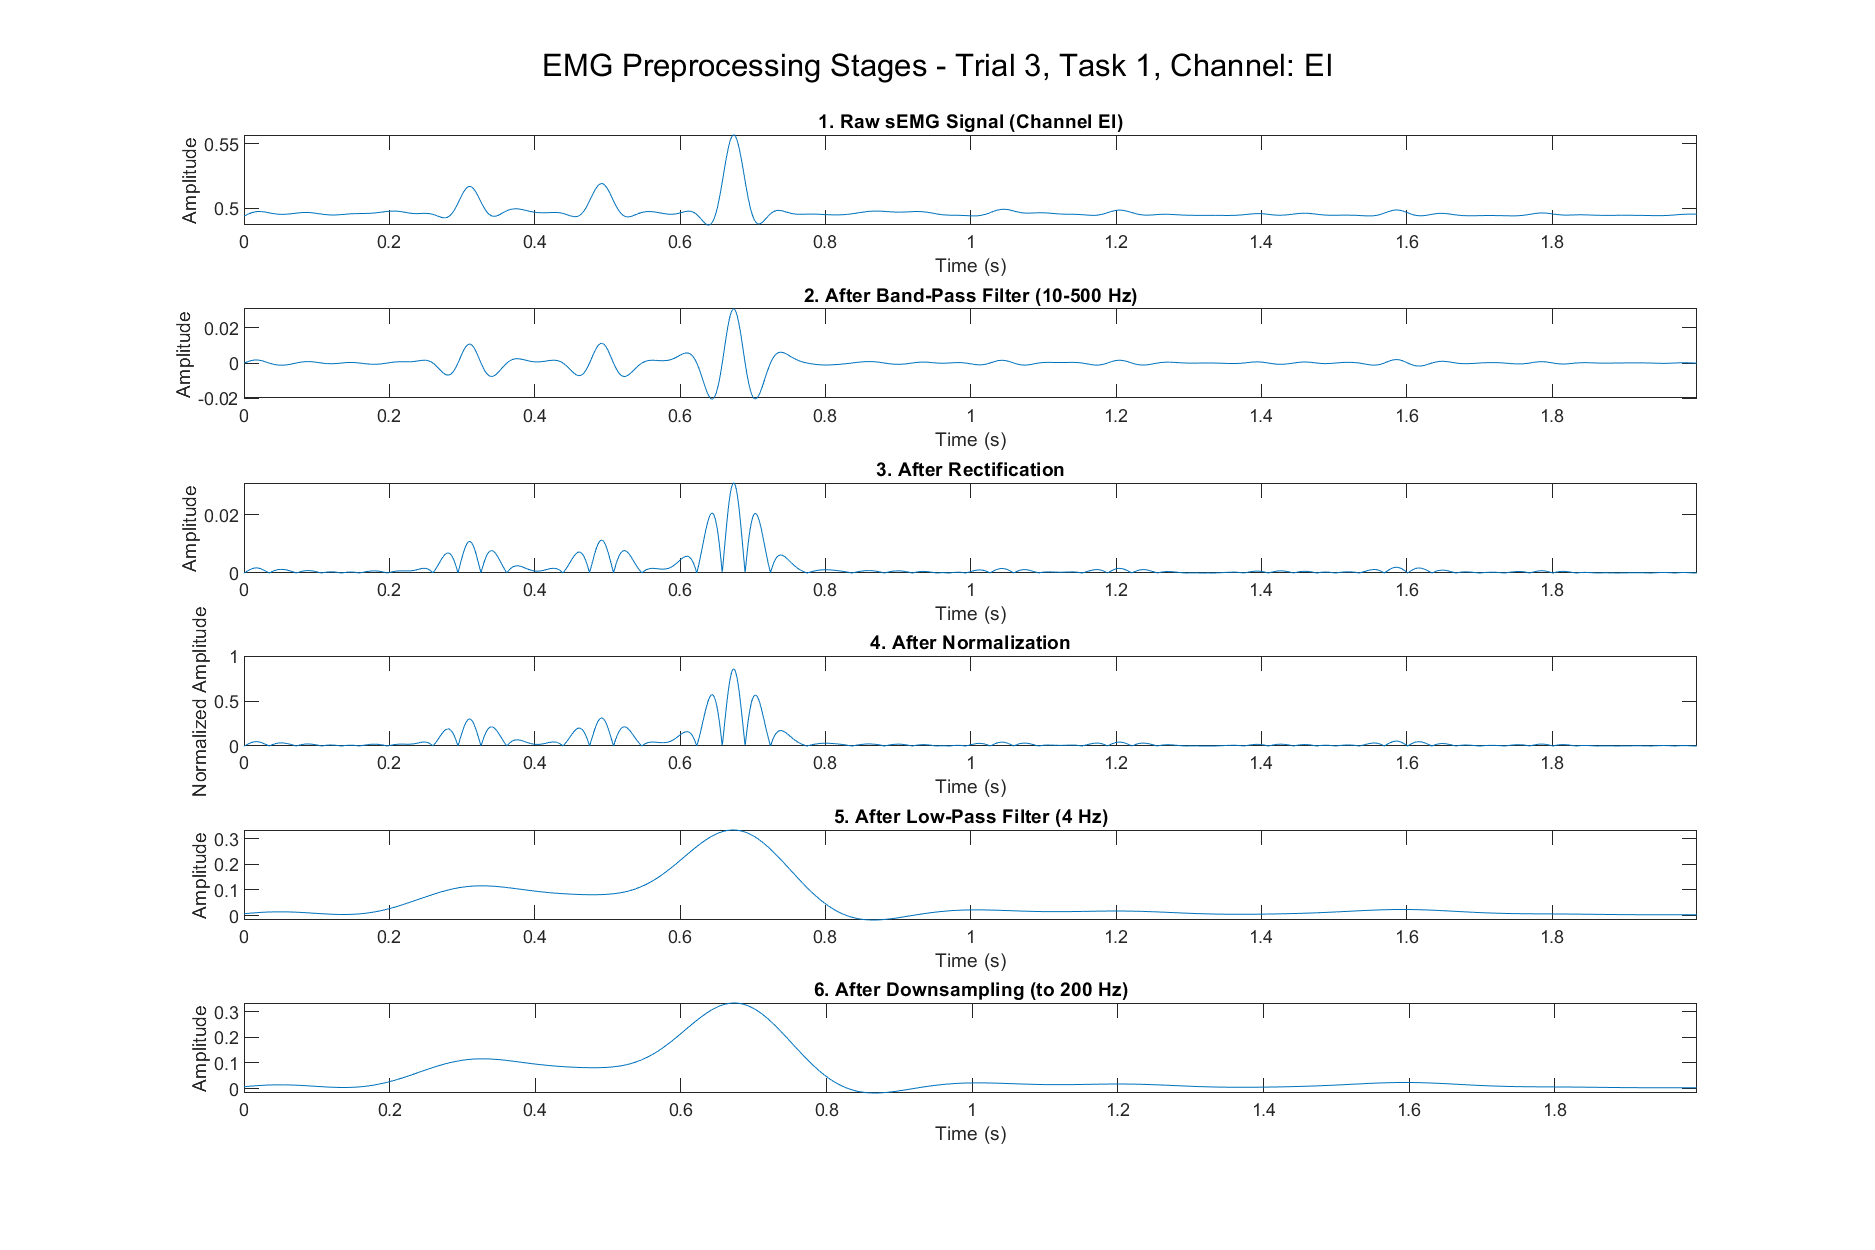 EMG Preprocessing Stages - Trial 3, Task 1, Channel: EI
1. Raw sEMG Signal (Channel EI)
Amplitude
0.55
0.5
0 0.2 0.4 0.6 0.8 1 1.2 1.4 1.6 1.8
Time (s)
2. After Band-Pass Filter (10-500 Hz)
Amplitude
0.02
0
-0.02
0 0.2 0.4 0.6 0.8 1 1.2 1.4 1.6 1.8
Time (s)
3. After Rectification
Amplitude
0.02
0
0 0.2 0.4 0.6 0.8 1 1.2 1.4 1.6 1.8
Time (s)
4. After Normalization
Normalized Amplitude
1
0.5
0
0 0.2 0.4 0.6 0.8 1 1.2 1.4 1.6 1.8
Time (s)
5. After Low-Pass Filter (4 Hz)
Amplitude
0.3
0.2
0.1
0
0 0.2 0.4 0.6 0.8 1 1.2 1.4 1.6 1.8
Time (s)
6. After Downsampling (to 200 Hz)
Amplitude
0.3
0.2
0.1
0
0 0.2 0.4 0.6 0.8 1 1.2 1.4 1.6 1.8
Time (s)